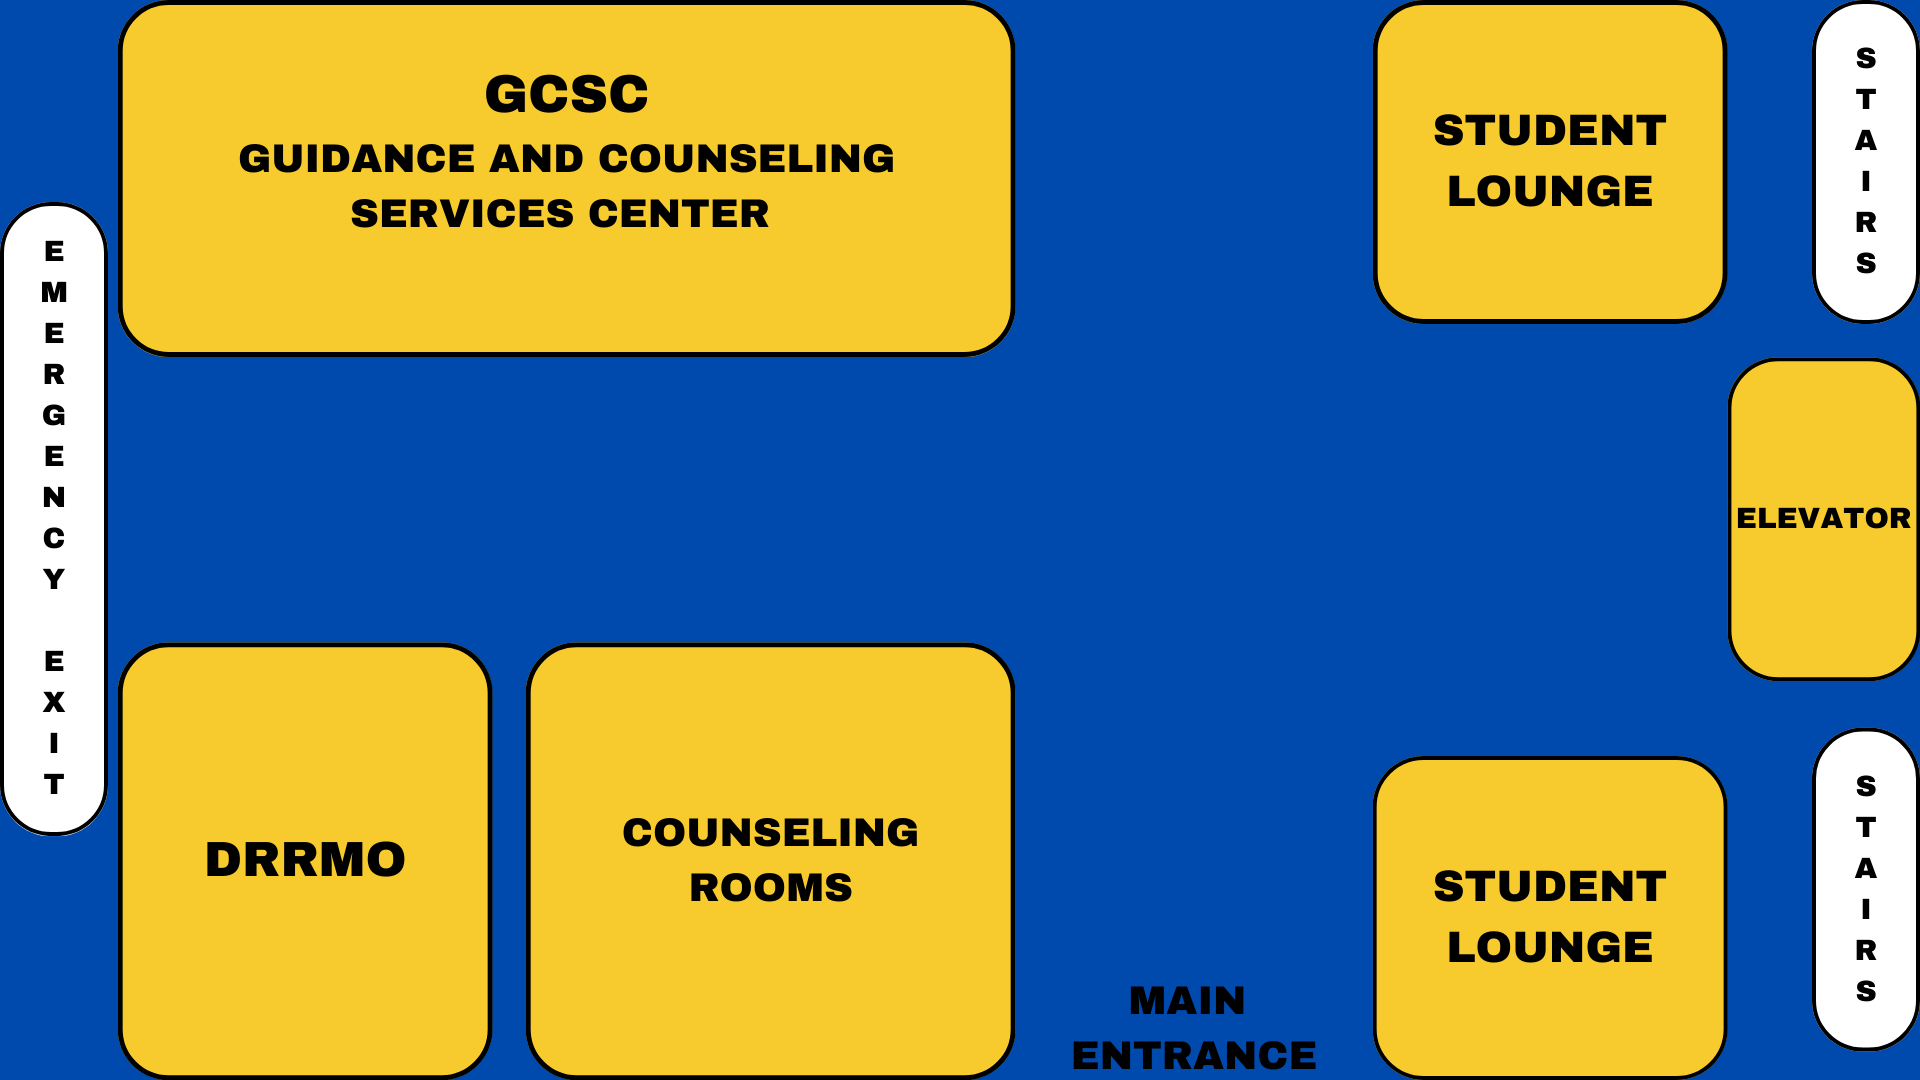 GCSC
GUIDANCE AND COUNSELING
SERVICES CENTER
STUDENT
LOUNGE
STAIRS
EMERGENCY EXIT
ELEVATOR
DRRMO
COUNSELING
ROOMS
MAIN
ENTRANCE
STUDENT
LOUNGE
STAIRS